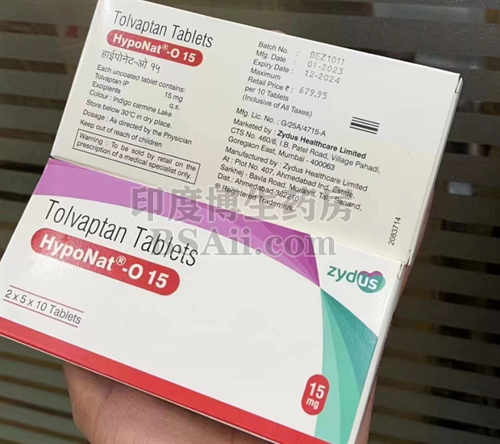 Tolvaptan Tablets
HypoNat®-O 15
हाईपोनेट-ओ १५
Each uncoated tablet contains:
Tolvaptan IP 15 mg
Excipients q.s.
Colour : Indigo carmine Lake
Store below 30°C in dry place.
Dosage : As directed by the Physician
Keep out of reach of children
Warning : To be sold by retail on the
prescription of a medical specialist only.
Batch No. : BEZ1011
Mfg. Date : 01-2023
Expiry Date : 12-2024
Maximum
Retail Price ₹ : 679.95
per 10 Tablets
(Inclusive of All Taxes)
Mfg. Lic. No.: G/25A/4715-A
Marketed by : Zydus Healthcare Limited
CTS No. 460/6, I.B. Patel Road, Village Pahadi,
Goregaon East, Mumbai - 400063
Manufactured by : Zydus Healthcare Limited
At : Plot No. 407, Ahmedabad Ind. Estate,
Sarkhej - Bavla Road, Moraiya, Tal.: Sanand,
Dist.: Ahmedabad
® Registered Trademark
2083714
印度博生药房
BSAii.com
Tolvaptan Tablets
HypoNat®-O 15
zydus
2 x 5 x 10 Tablets
15
mg